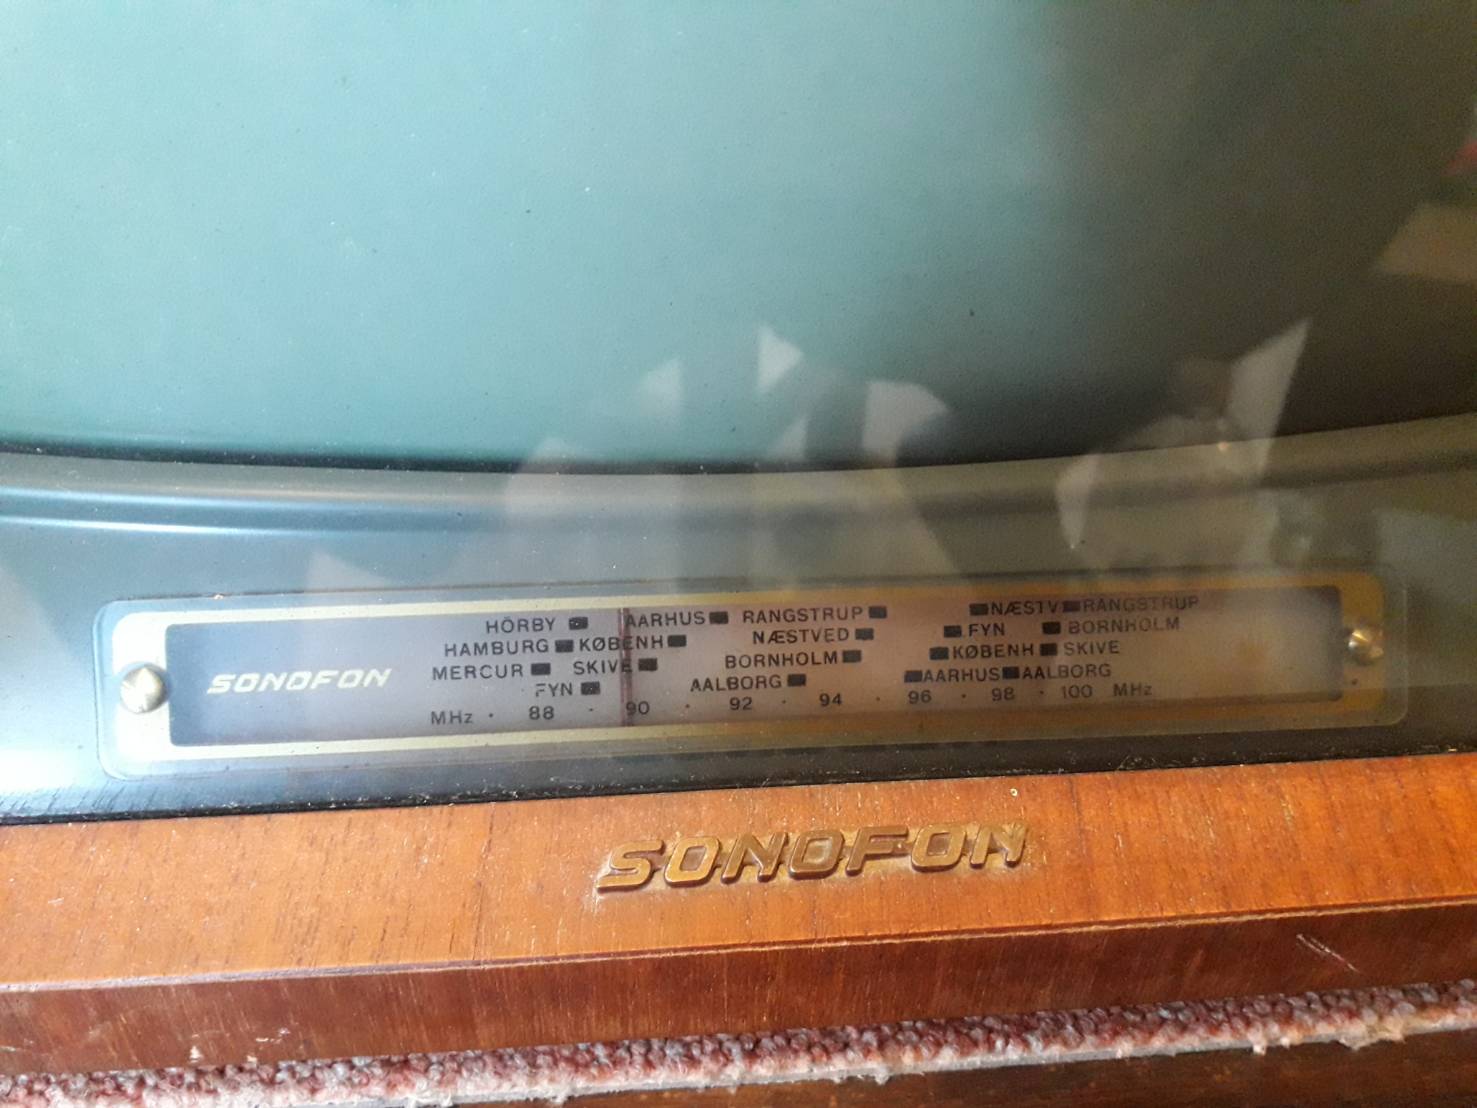 HÖRBY AARHUS RANGSTRUP NÆSTV RANGSTRUP
HAMBURG KØBENH NÆSTVED FYN BORNHOLM
MERCUR SKIVE BORNHOLM KØBENH SKIVE
SONOFON
FYN AALBORG AARHUS AALBORG
MHz · 88 · 90 · 92 · 94 · 96 · 98 · 100 MHz
SONOFON